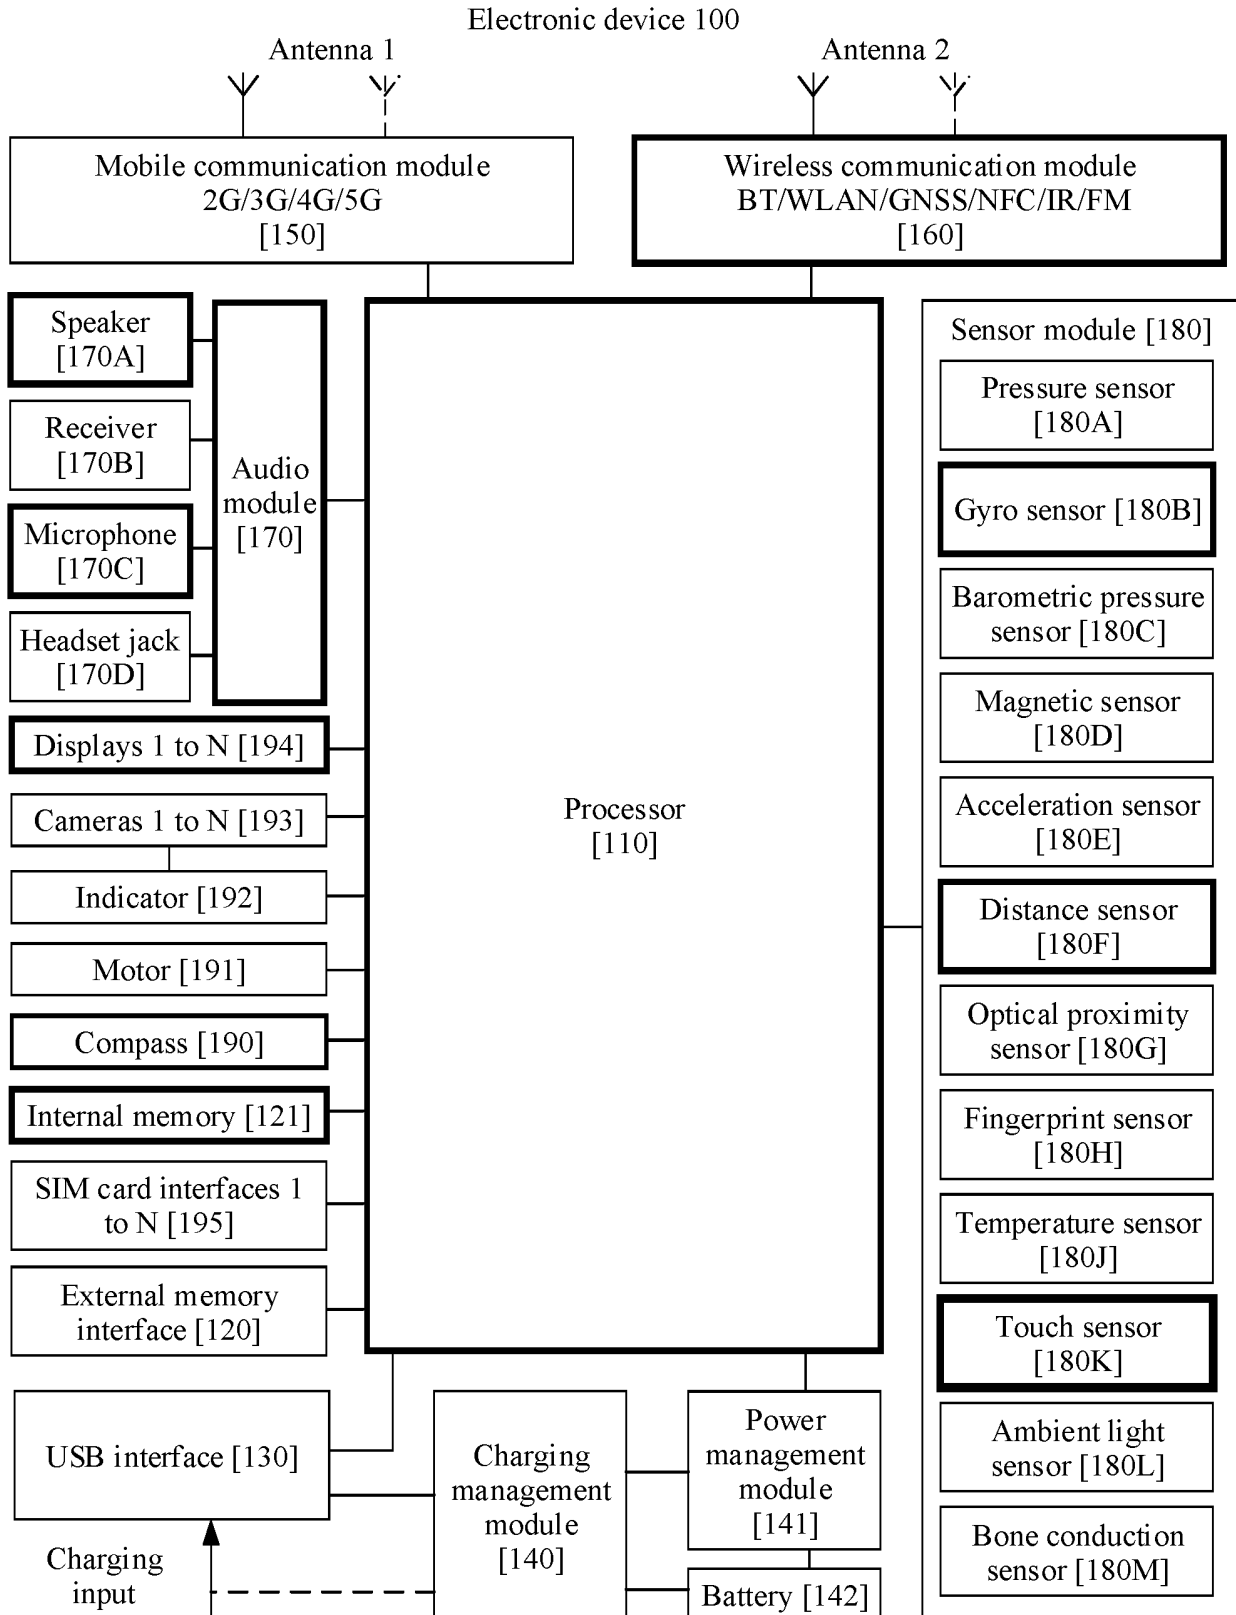 Electronic device 100
Antenna 1
Antenna 2
Mobile communication module
2G/3G/4G/5G
[150]
Wireless communication module
BT/WLAN/GNSS/NFC/IR/FM
[160]
Speaker
[170A]
Receiver
[170B]
Microphone
[170C]
Headset jack
[170D]
Audio
module
[170]
Displays 1 to N [194]
Cameras 1 to N [193]
Indicator [192]
Motor [191]
Compass [190]
Internal memory [121]
SIM card interfaces 1
to N [195]
External memory
interface [120]
Processor
[110]
Sensor module [180]
Pressure sensor
[180A]
Gyro sensor [180B]
Barometric pressure
sensor [180C]
Magnetic sensor
[180D]
Acceleration sensor
[180E]
Distance sensor
[180F]
Optical proximity
sensor [180G]
Fingerprint sensor
[180H]
Temperature sensor
[180J]
Touch sensor
[180K]
Ambient light
sensor [180L]
Bone conduction
sensor [180M]
USB interface [130]
Charging
input
Charging
management
module
[140]
Power
management
module
[141]
Battery [142]